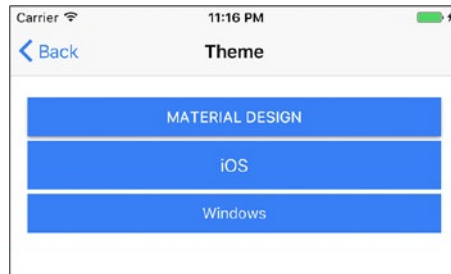 Carrier 11:16 PM
Back Theme
MATERIAL DESIGN
iOS
Windows